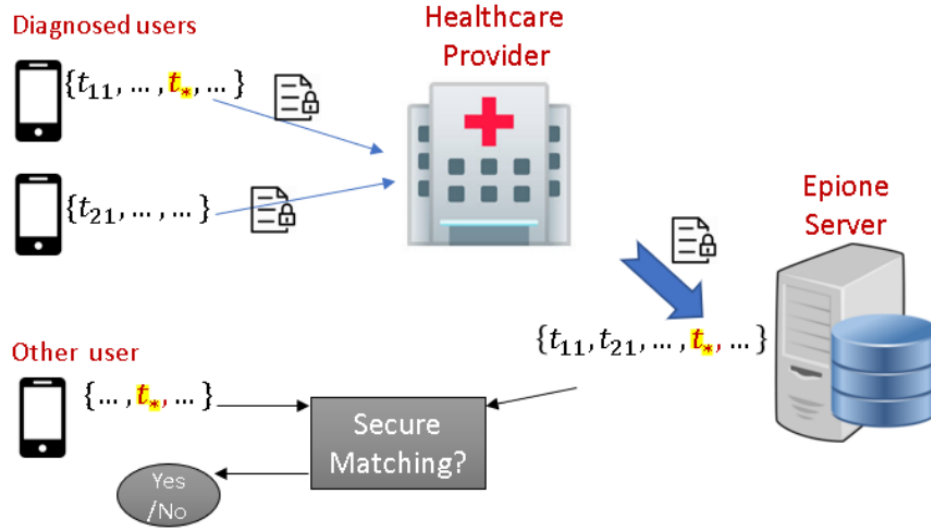 Diagnosed users
Healthcare
Provider
{t₁₁, … , t*, … }
{t₂₁, … , … }
Epione
Server
{t₁₁, t₂₁, … , t*, … }
Other user
{… , t*, … }
Secure
Matching?
Yes
/No